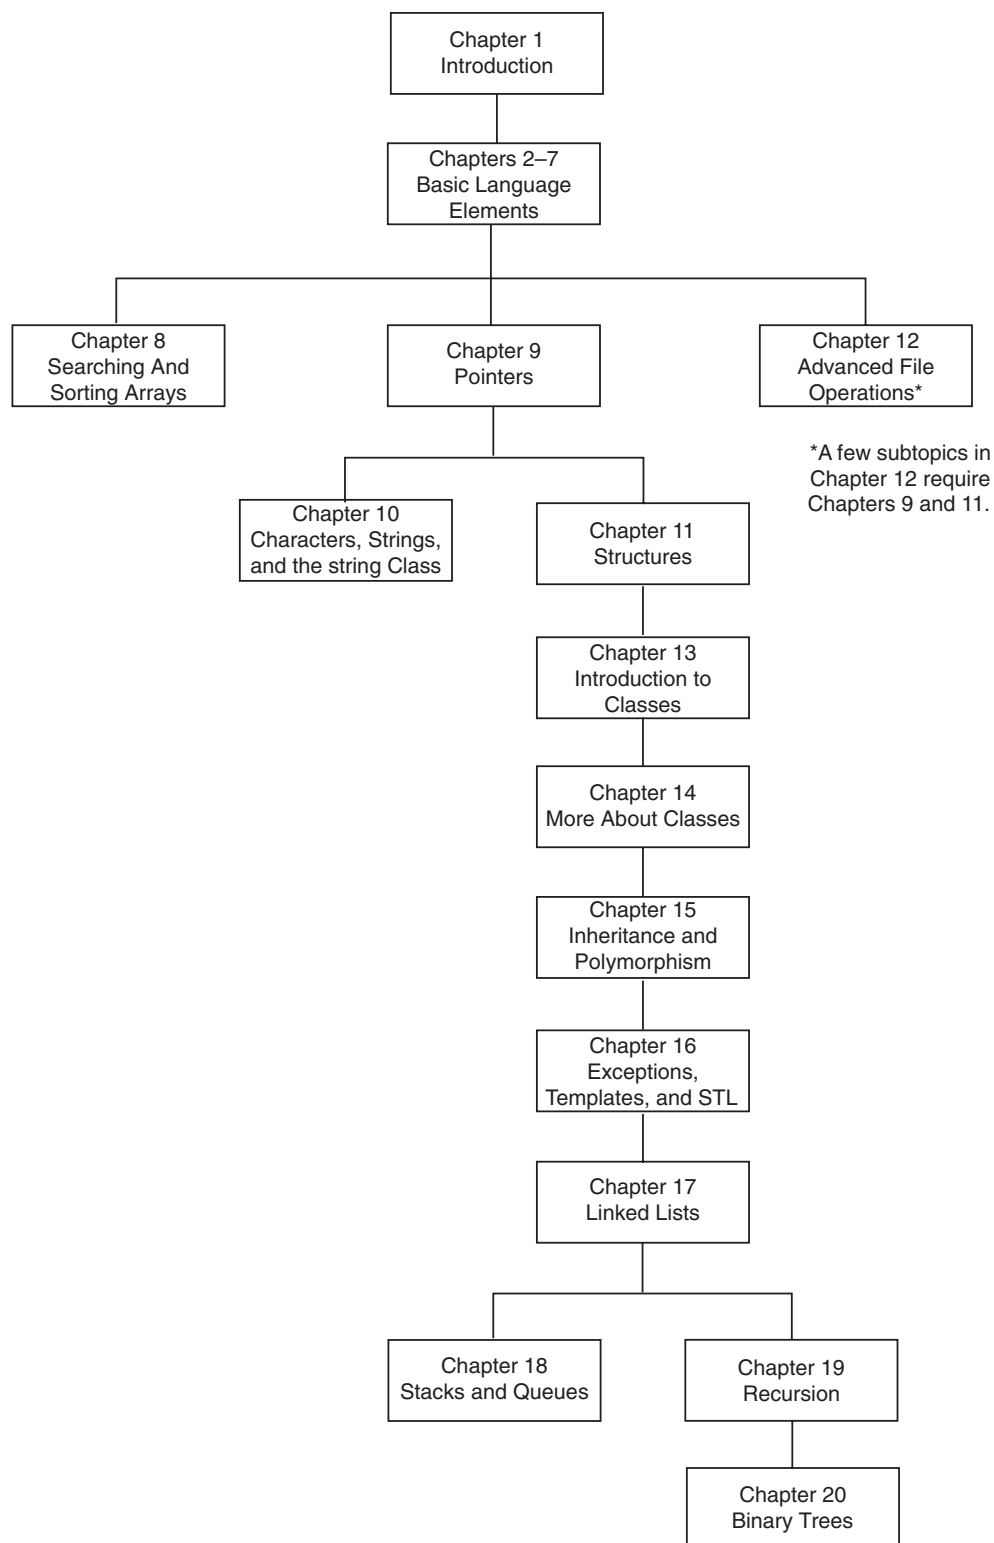 Chapter 1
Introduction
Chapters 2–7
Basic Language
Elements
Chapter 8
Searching And
Sorting Arrays
Chapter 9
Pointers
Chapter 12
Advanced File
Operations*
*A few subtopics in
Chapter 12 require
Chapters 9 and 11.
Chapter 10
Characters, Strings,
and the string Class
Chapter 11
Structures
Chapter 13
Introduction to
Classes
Chapter 14
More About Classes
Chapter 15
Inheritance and
Polymorphism
Chapter 16
Exceptions,
Templates, and STL
Chapter 17
Linked Lists
Chapter 18
Stacks and Queues
Chapter 19
Recursion
Chapter 20
Binary Trees